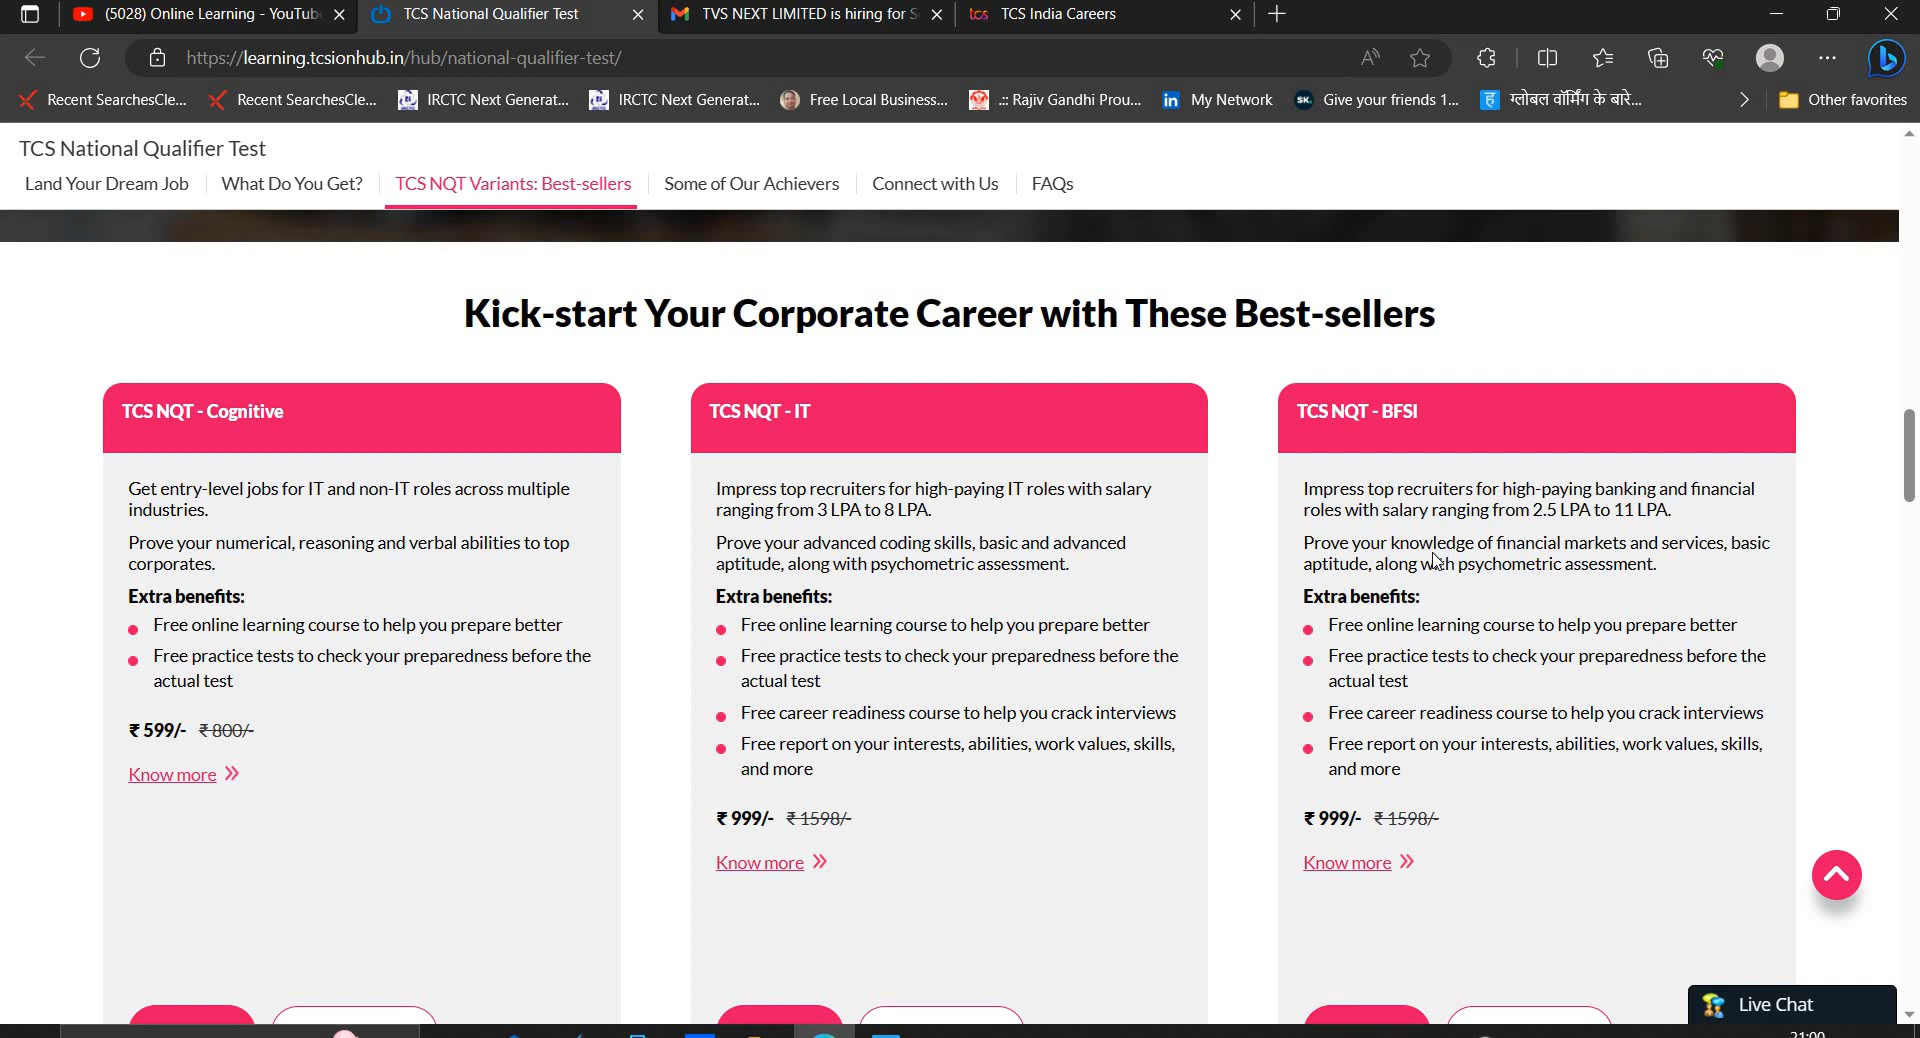 (5028) Online Learning - YouTub
TCS National Qualifier Test
TVS NEXT LIMITED is hiring for S
tcs TCS India Careers
https://learning.tcsionhub.in/hub/national-qualifier-test/
Recent SearchesCle...
Recent SearchesCle...
IRCTC Next Generat...
IRCTC Next Generat...
Free Local Business...
.:: Rajiv Gandhi Prou...
in My Network
SK. Give your friends 1...
ह ग्लोबल वॉर्मिंग के बारे...
Other favorites
TCS National Qualifier Test
Land Your Dream Job
What Do You Get?
TCS NQT Variants: Best-sellers
Some of Our Achievers
Connect with Us
FAQs
Kick-start Your Corporate Career with These Best-sellers
TCS NQT - Cognitive
Get entry-level jobs for IT and non-IT roles across multiple
industries.
Prove your numerical, reasoning and verbal abilities to top
corporates.
Extra benefits:
Free online learning course to help you prepare better
Free practice tests to check your preparedness before the
actual test
₹ 599/- ₹ 800/-
Know more »
TCS NQT - IT
Impress top recruiters for high-paying IT roles with salary
ranging from 3 LPA to 8 LPA.
Prove your advanced coding skills, basic and advanced
aptitude, along with psychometric assessment.
Extra benefits:
Free online learning course to help you prepare better
Free practice tests to check your preparedness before the
actual test
Free career readiness course to help you crack interviews
Free report on your interests, abilities, work values, skills,
and more
₹ 999/- ₹ 1598/-
Know more »
TCS NQT - BFSI
Impress top recruiters for high-paying banking and financial
roles with salary ranging from 2.5 LPA to 11 LPA.
Prove your knowledge of financial markets and services, basic
aptitude, along with psychometric assessment.
Extra benefits:
Free online learning course to help you prepare better
Free practice tests to check your preparedness before the
actual test
Free career readiness course to help you crack interviews
Free report on your interests, abilities, work values, skills,
and more
₹ 999/- ₹ 1598/-
Know more »
Live Chat